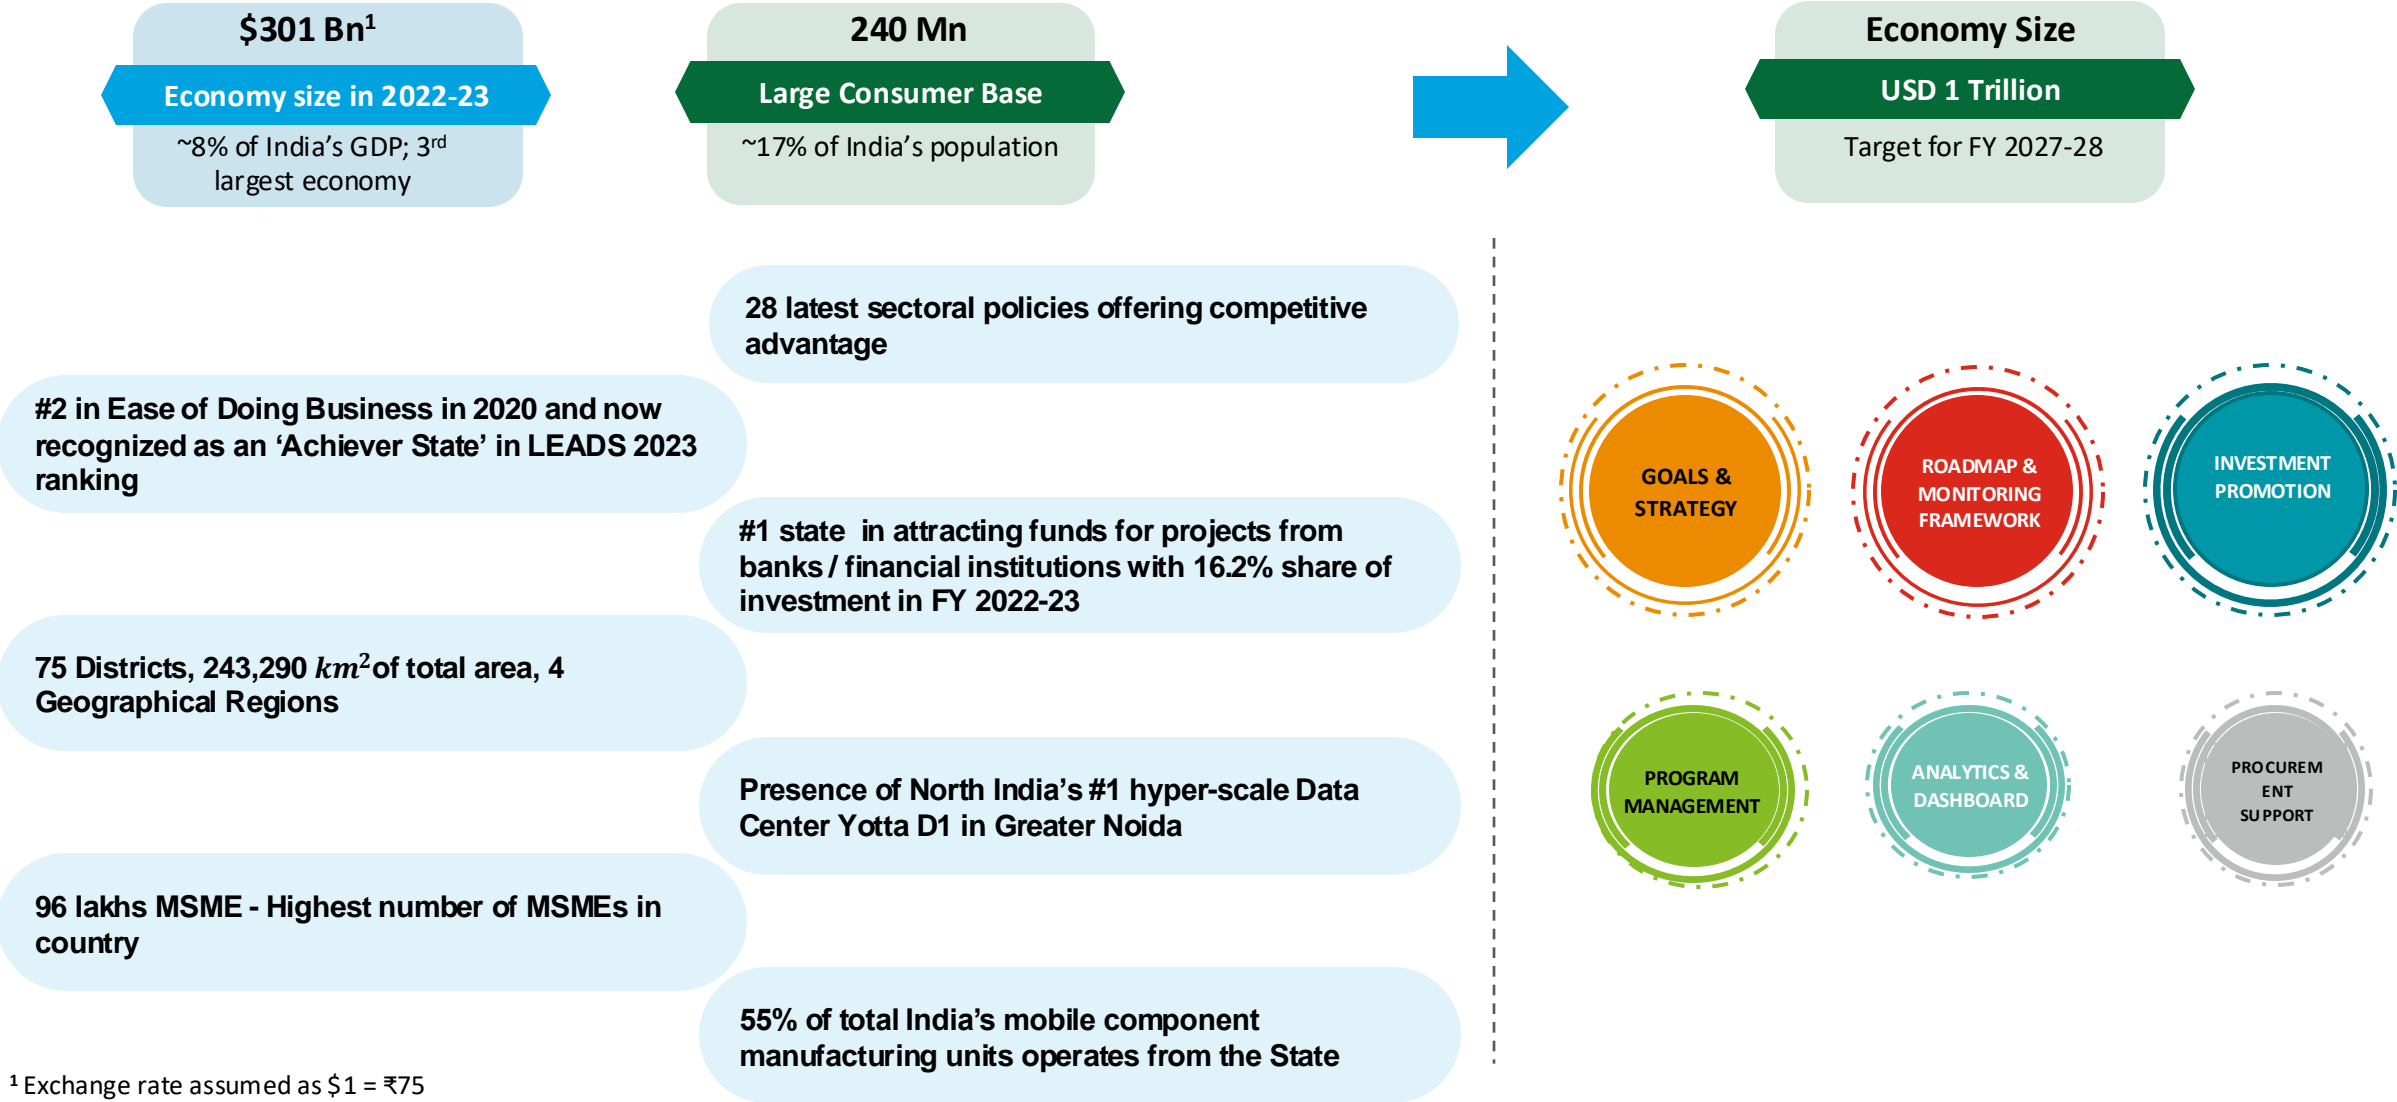 $301 Bn¹
Economy size in 2022-23
~8% of India’s GDP; 3rd
largest economy
240 Mn
Large Consumer Base
~17% of India’s population
Economy Size
USD 1 Trillion
Target for FY 2027-28
28 latest sectoral policies offering competitive
advantage
#2 in Ease of Doing Business in 2020 and now
recognized as an ‘Achiever State’ in LEADS 2023
ranking
#1 state in attracting funds for projects from
banks / financial institutions with 16.2% share of
investment in FY 2022-23
75 Districts, 243,290 km² of total area, 4
Geographical Regions
Presence of North India’s #1 hyper-scale Data
Center Yotta D1 in Greater Noida
96 lakhs MSME - Highest number of MSMEs in
country
55% of total India’s mobile component
manufacturing units operates from the State
GOALS &
STRATEGY
ROADMAP &
MONITORING
FRAMEWORK
INVESTMENT
PROMOTION
PROGRAM
MANAGEMENT
ANALYTICS &
DASHBOARD
PROCUREM
ENT
SUPPORT
¹ Exchange rate assumed as $1 = ₹75